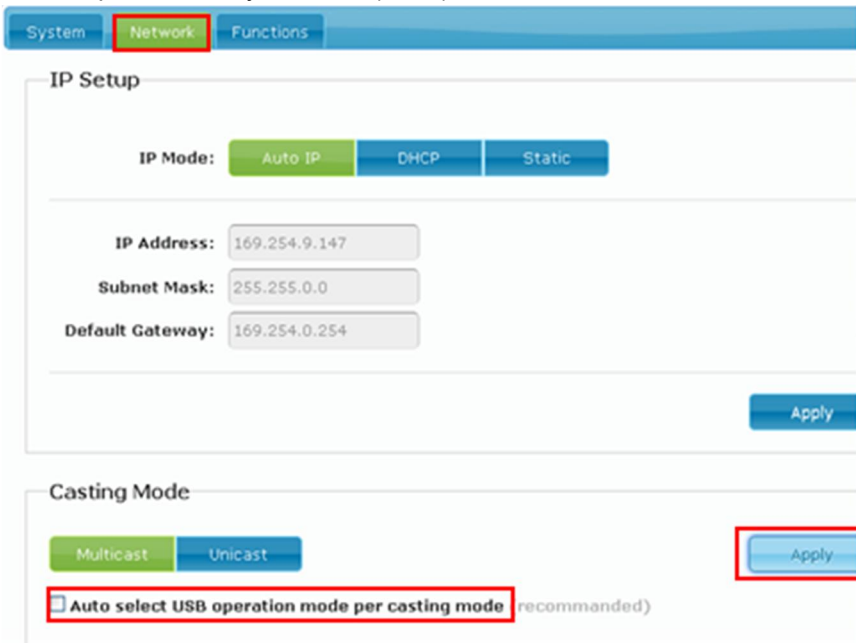 System Network Functions
IP Setup
IP Mode: Auto IP DHCP Static
IP Address: 169.254.9.147
Subnet Mask: 255.255.0.0
Default Gateway: 169.254.0.254
Apply
Casting Mode
Multicast Unicast Apply
Auto select USB operation mode per casting mode recommanded)